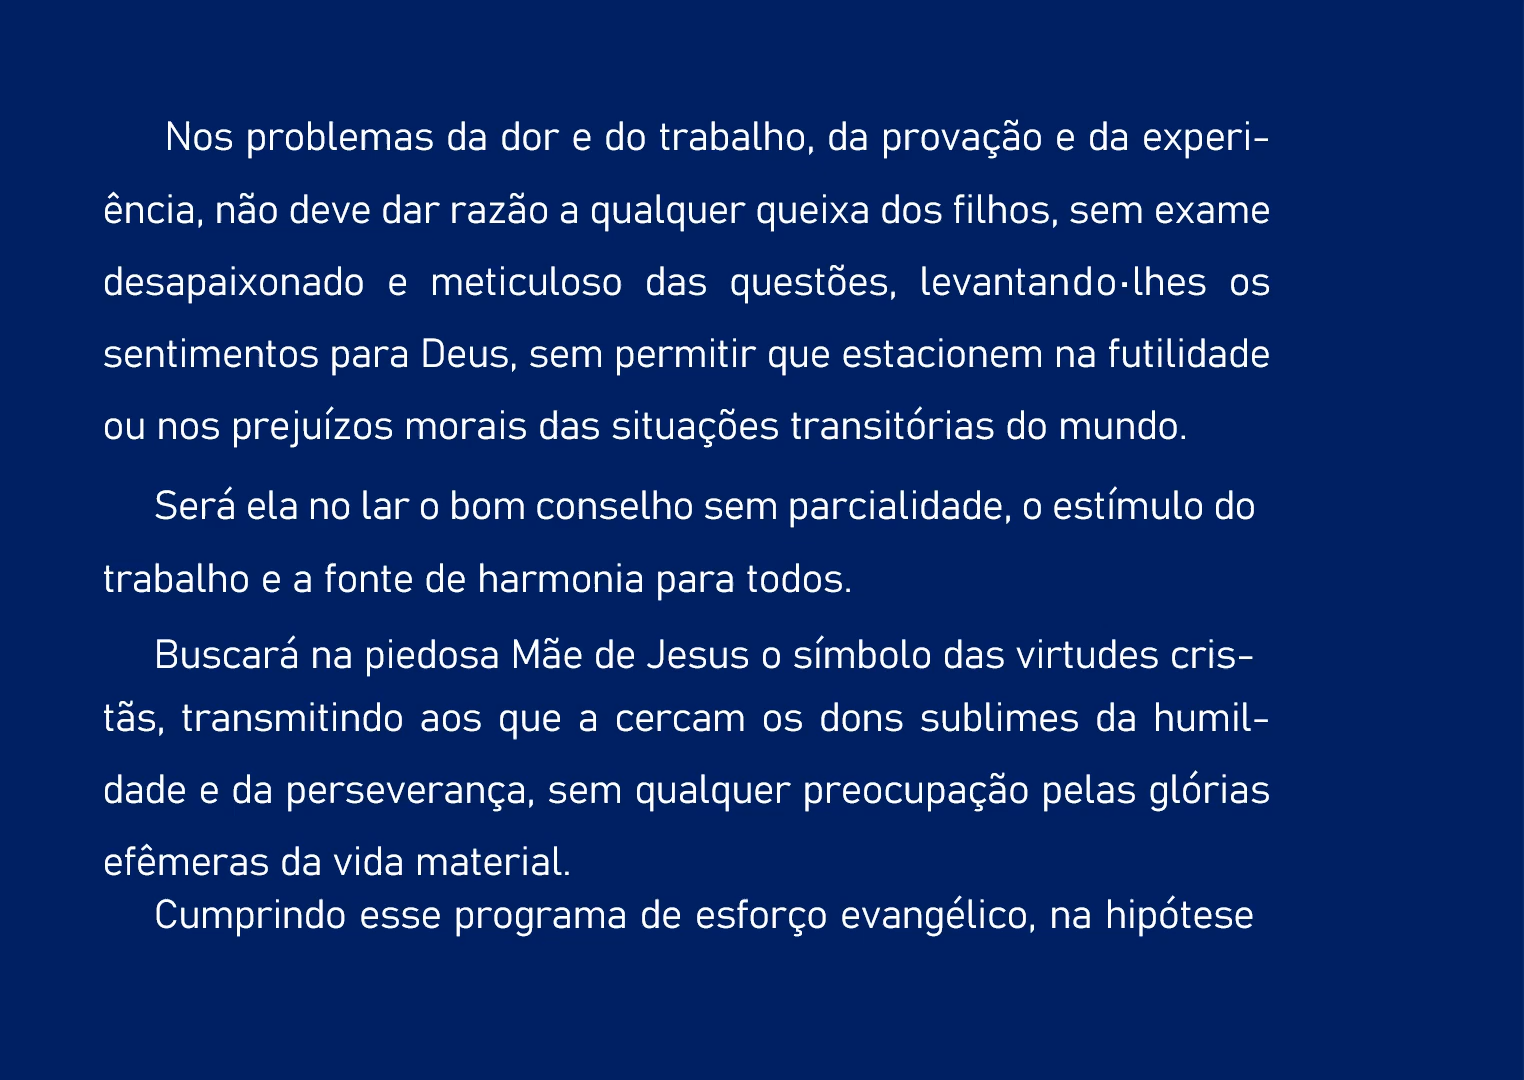 Nos problemas da dor e do trabalho, da provação e da experi-
ência, não deve dar razão a qualquer queixa dos filhos, sem exame
desapaixonado e meticuloso das questões, levantando·lhes os
sentimentos para Deus, sem permitir que estacionem na futilidade
ou nos prejuízos morais das situações transitórias do mundo.
Será ela no lar o bom conselho sem parcialidade, o estímulo do
trabalho e a fonte de harmonia para todos.
Buscará na piedosa Mãe de Jesus o símbolo das virtudes cris-
tãs, transmitindo aos que a cercam os dons sublimes da humil-
dade e da perseverança, sem qualquer preocupação pelas glórias
efêmeras da vida material.
Cumprindo esse programa de esforço evangélico, na hipótese